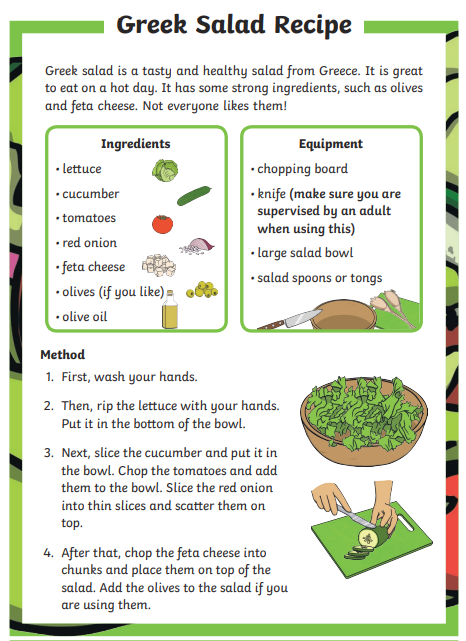 Greek Salad Recipe
Greek salad is a tasty and healthy salad from Greece. It is great
to eat on a hot day. It has some strong ingredients, such as olives
and feta cheese. Not everyone likes them!
Ingredients
• lettuce
• cucumber
• tomatoes
• red onion
• feta cheese
• olives (if you like)
• olive oil
Equipment
• chopping board
• knife (make sure you are
supervised by an adult
when using this)
• large salad bowl
• salad spoons or tongs
Method
1. First, wash your hands.
2. Then, rip the lettuce with your hands.
Put it in the bottom of the bowl.
3. Next, slice the cucumber and put it in
the bowl. Chop the tomatoes and add
them to the bowl. Slice the red onion
into thin slices and scatter them on
top.
4. After that, chop the feta cheese into
chunks and place them on top of the
salad. Add the olives to the salad if you
are using them.